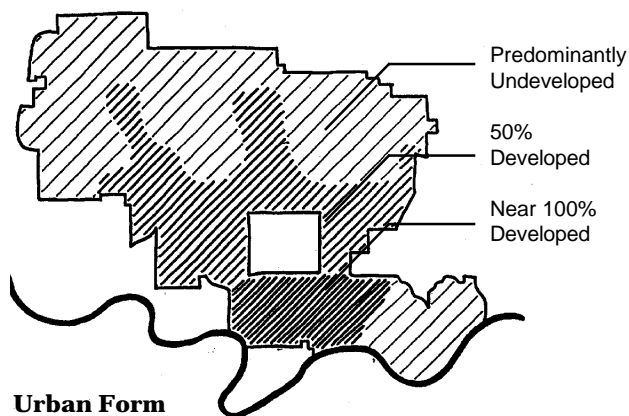 Predominantly
Undeveloped
50%
Developed
Near 100%
Developed
Urban Form